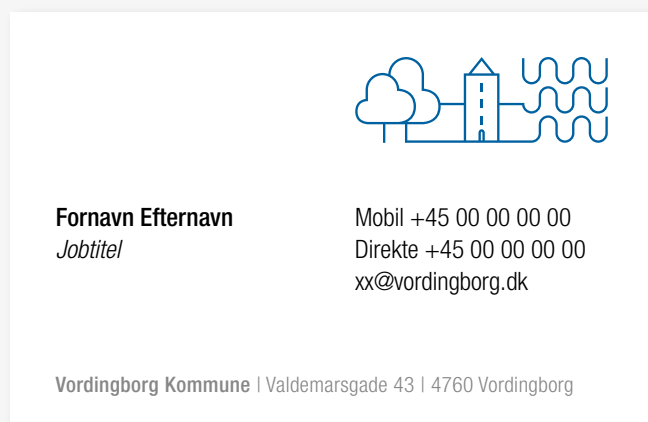 Fornavn Efternavn
Jobtitel
Mobil +45 00 00 00 00
Direkte +45 00 00 00 00
xx@vordingborg.dk
Vordingborg Kommune | Valdemarsgade 43 | 4760 Vordingborg